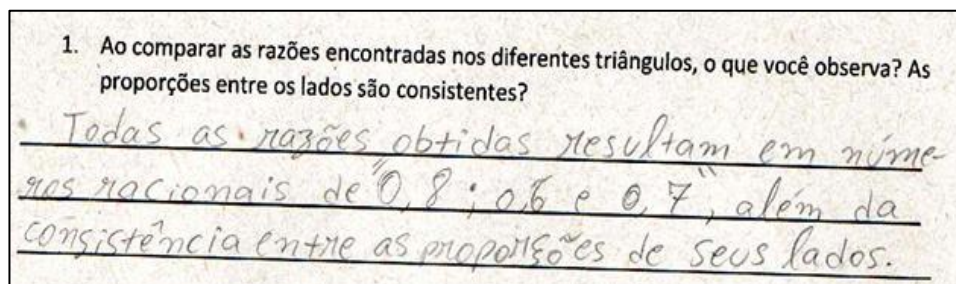 1. Ao comparar as razões encontradas nos diferentes triângulos, o que você observa? As
proporções entre os lados são consistentes?
Todas as razões obtidas resultam em núme-
ros racionais de "0,8; 0,6 e 0,7", além da
consistência entre as proporções de seus lados.